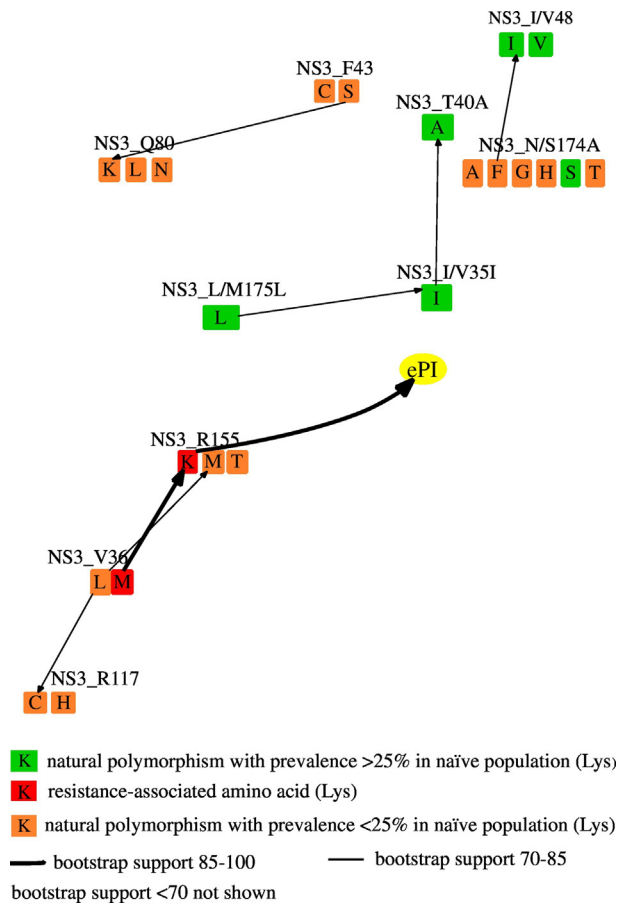 NS3_I/V48
I V
NS3_F43
C S
NS3_T40A
A
NS3_Q80
K L N
NS3_N/S174A
A F G H S T
NS3_I/V35I
I
NS3_L/M175L
L
ePI
NS3_R155
K M T
NS3_V36
L M
NS3_R117
C H
K natural polymorphism with prevalence >25% in naïve population (Lys)
K resistance-associated amino acid (Lys)
K natural polymorphism with prevalence <25% in naïve population (Lys)
bootstrap support 85-100 bootstrap support 70-85
bootstrap support <70 not shown